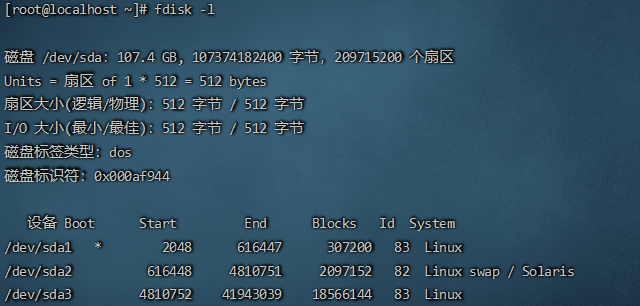 [root@localhost ~]# fdisk -l
磁盘 /dev/sda: 107.4 GB, 107374182400 字节，209715200 个扇区
Units = 扇区 of 1 * 512 = 512 bytes
扇区大小(逻辑/物理): 512 字节 / 512 字节
I/O 大小(最小/最佳): 512 字节 / 512 字节
磁盘标签类型: dos
磁盘标识符: 0x000af944
设备 Boot Start End Blocks Id System
/dev/sda1 * 2048 616447 307200 83 Linux
/dev/sda2 616448 4810751 2097152 82 Linux swap / Solaris
/dev/sda3 4810752 41943039 18566144 83 Linux